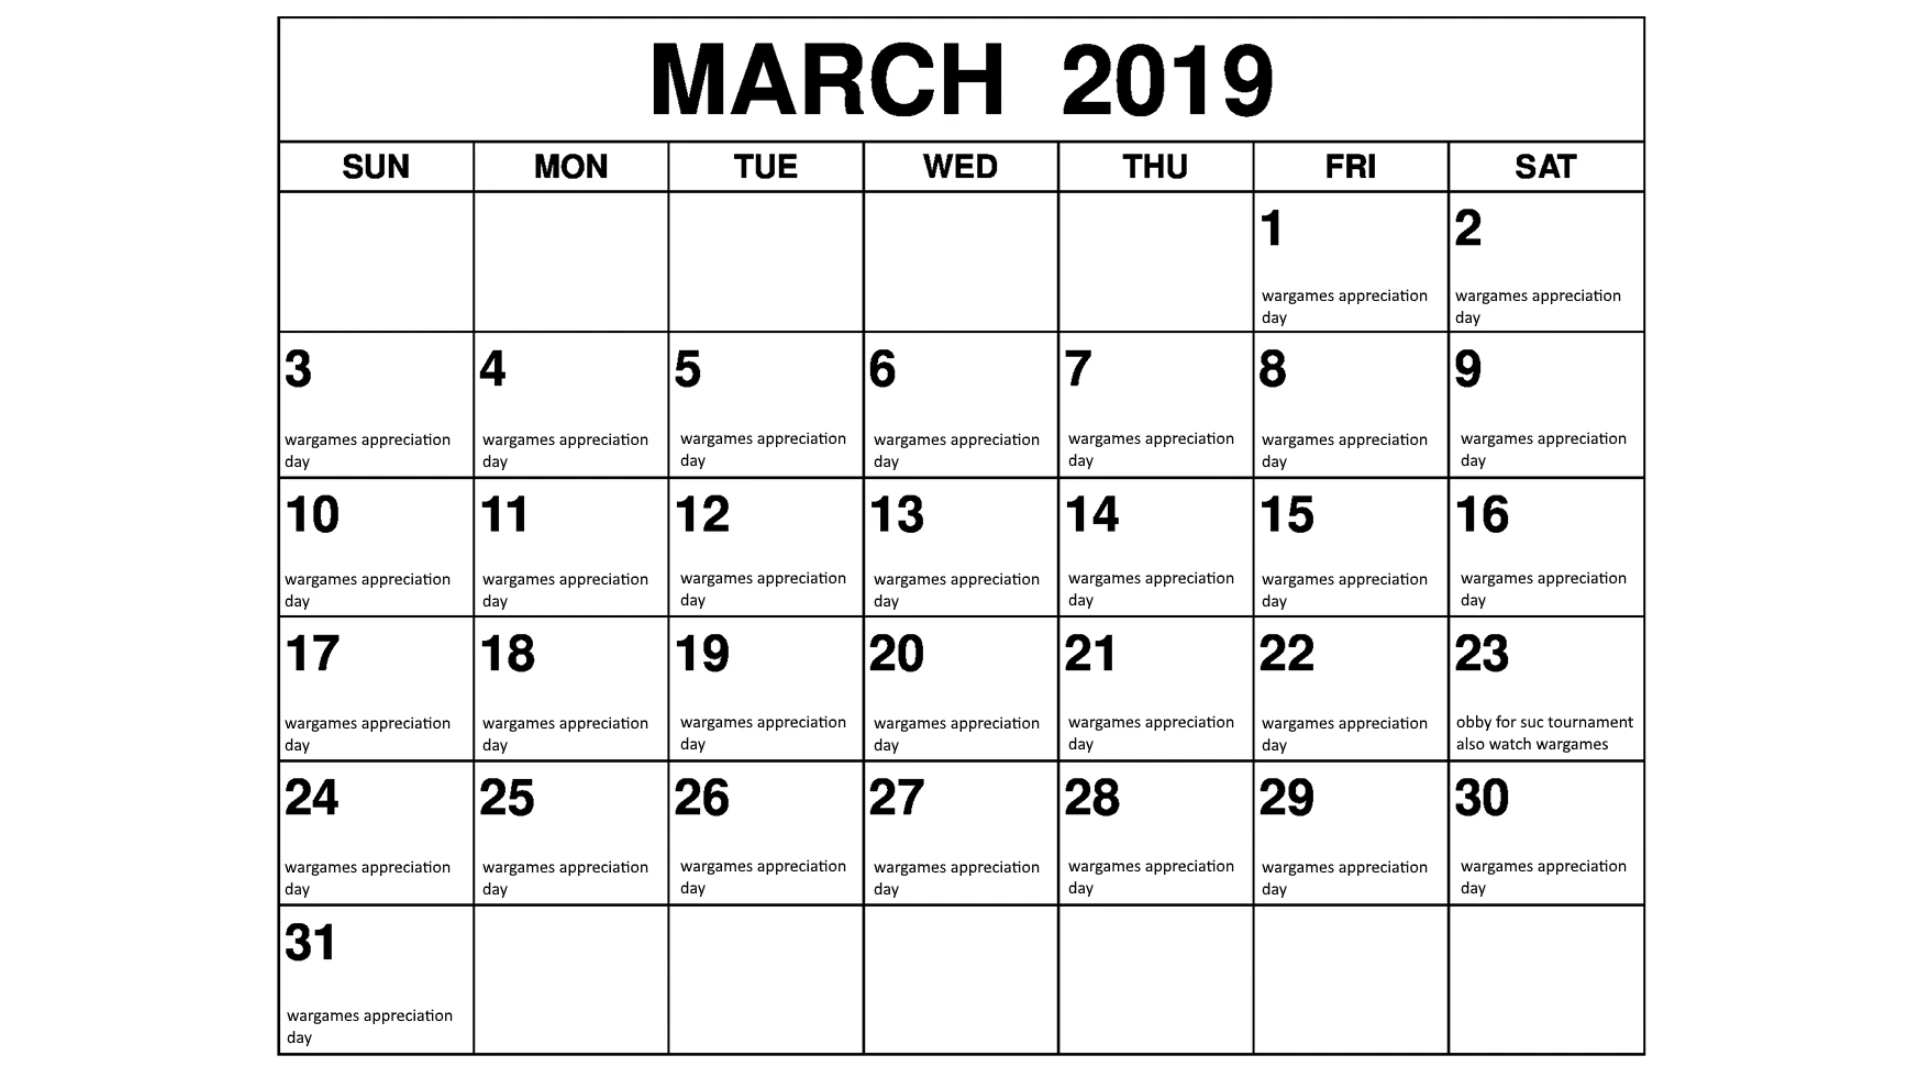 MARCH 2019
SUN MON TUE WED THU FRI SAT
1
wargames appreciation
day
2
wargames appreciation
day
3
wargames appreciation
day
4
wargames appreciation
day
5
wargames appreciation
day
6
wargames appreciation
day
7
wargames appreciation
day
8
wargames appreciation
day
9
wargames appreciation
day
10
wargames appreciation
day
11
wargames appreciation
day
12
wargames appreciation
day
13
wargames appreciation
day
14
wargames appreciation
day
15
wargames appreciation
day
16
wargames appreciation
day
17
wargames appreciation
day
18
wargames appreciation
day
19
wargames appreciation
day
20
wargames appreciation
day
21
wargames appreciation
day
22
wargames appreciation
day
23
obby for suc tournament
also watch wargames
24
wargames appreciation
day
25
wargames appreciation
day
26
wargames appreciation
day
27
wargames appreciation
day
28
wargames appreciation
day
29
wargames appreciation
day
30
wargames appreciation
day
31
wargames appreciation
day